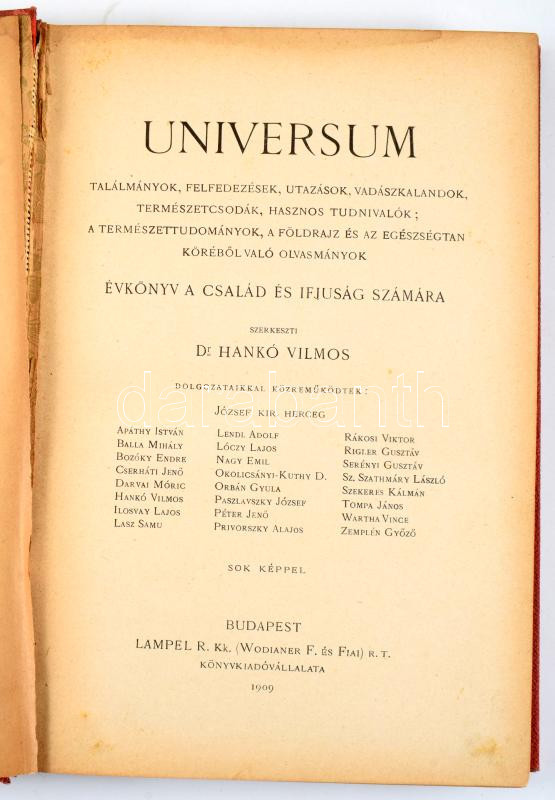 UNIVERSUM
TALÁLMÁNYOK, FELFEDEZÉSEK, UTAZÁSOK, VADÁSZKALANDOK,
TERMÉSZETCSODÁK, HASZNOS TUDNIVALÓK;
A TERMÉSZETTUDOMÁNYOK, A FÖLDRAJZ ÉS AZ EGÉSZSÉGTAN
KÖRÉBŐL VALÓ OLVASMÁNYOK
ÉVKÖNYV A CSALÁD ÉS IFJUSÁG SZÁMÁRA
SZERKESZTI
Dr HANKÓ VILMOS
DOLGOZATAIKKAL KÖZREMŰKÖDTEK:
darabanth
JÓZSEF KIR. HERCEG
APÁTHY ISTVÁN
BALLA MIHÁLY
BOZÓKY ENDRE
CSERHÁTI JENŐ
DARVAI MÓRIC
HANKÓ VILMOS
ILOSVAY LAJOS
LASZ SAMU
LENDL ADOLF
LÓCZY LAJOS
NAGY EMIL
OKOLICSÁNYI-KUTHY D.
ORBÁN GYULA
PASZLAVSZKY JÓZSEF
PÉTER JENŐ
PRIVORSZKY ALAJOS
RÁKOSI VIKTOR
RIGLER GUSZTÁV
SERÉNYI GUSZTÁV
SZ. SZATHMÁRY LÁSZLÓ
SZEKERES KÁLMÁN
TOMPA JÁNOS
WARTHA VINCE
ZEMPLÉN GYŐZŐ
SOK KÉPPEL
BUDAPEST
LAMPEL R. Kk. (WODIANER F. ÉS FIAI) R. T.
KÖNYVKIADÓVÁLLALATA
1909